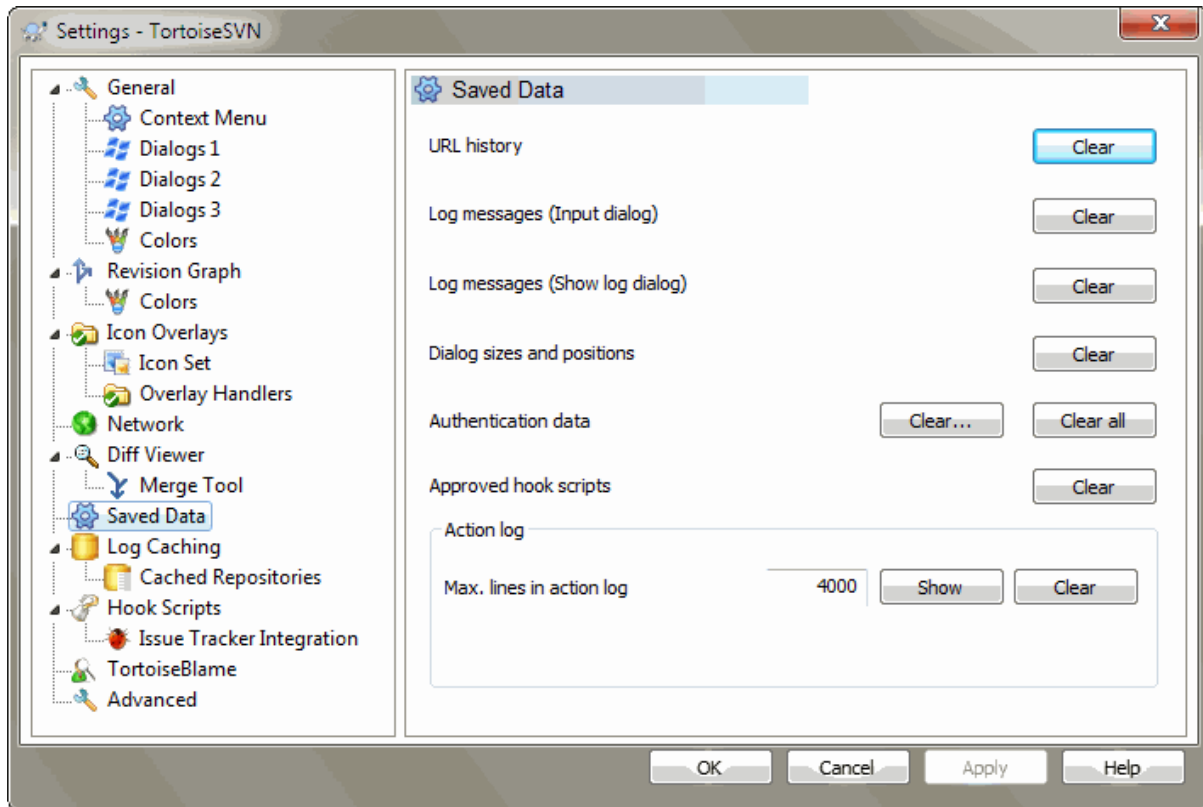 Settings - TortoiseSVN
General
Context Menu
Dialogs 1
Dialogs 2
Dialogs 3
Colors
Revision Graph
Colors
Icon Overlays
Icon Set
Overlay Handlers
Network
Diff Viewer
Merge Tool
Saved Data
Log Caching
Cached Repositories
Hook Scripts
Issue Tracker Integration
TortoiseBlame
Advanced
Saved Data
URL history Clear
Log messages (Input dialog) Clear
Log messages (Show log dialog) Clear
Dialog sizes and positions Clear
Authentication data Clear... Clear all
Approved hook scripts Clear
Action log
Max. lines in action log 4000 Show Clear
OK Cancel Apply Help